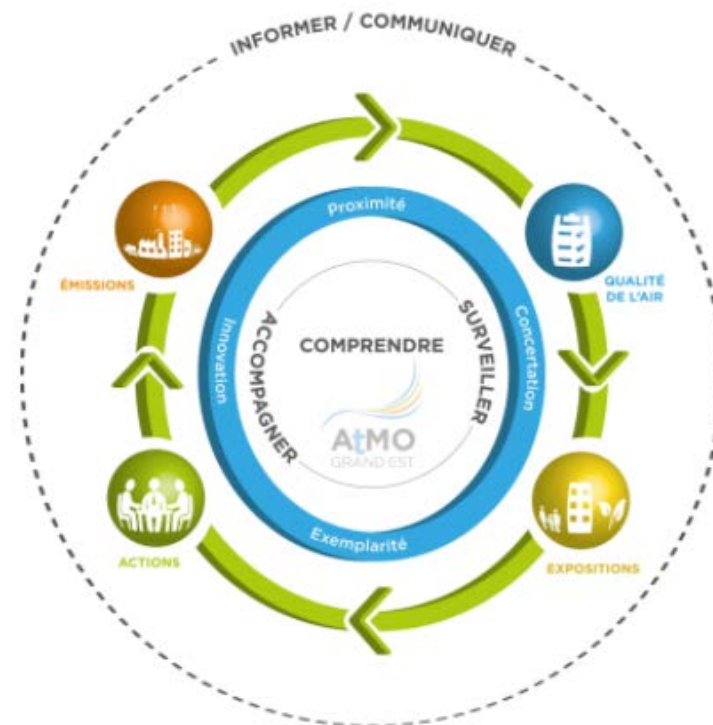 INFORMER / COMMUNIQUER
Proximité
ÉMISSIONS
QUALITÉ
DE L'AIR
Innovation
ACCOMPAGNER
COMPRENDRE
SURVEILLER
Concertation
AtMO
GRAND EST
Exemplarité
ACTIONS
EXPOSITIONS